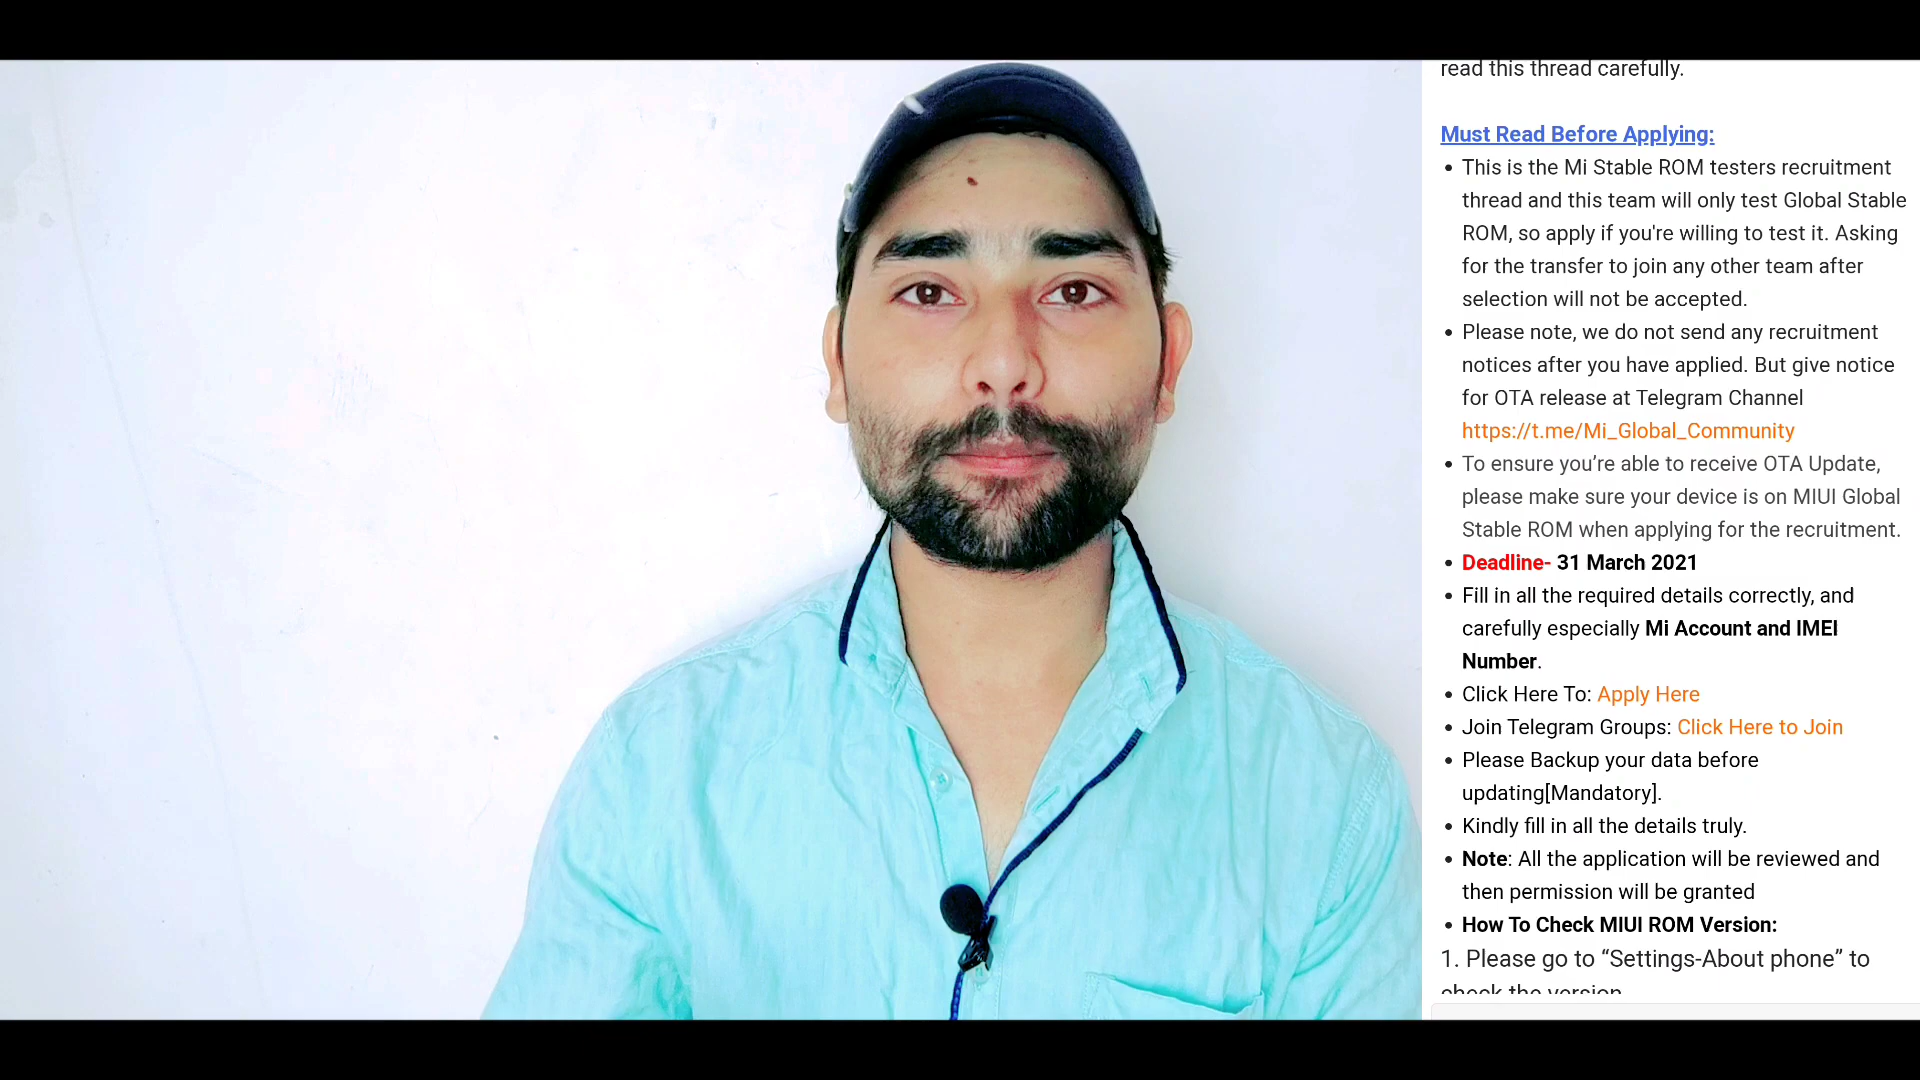 read this thread carefully.
Must Read Before Applying:
• This is the Mi Stable ROM testers recruitment
thread and this team will only test Global Stable
ROM, so apply if you're willing to test it. Asking
for the transfer to join any other team after
selection will not be accepted.
• Please note, we do not send any recruitment
notices after you have applied. But give notice
for OTA release at Telegram Channel
https://t.me/Mi_Global_Community
• To ensure you’re able to receive OTA Update,
please make sure your device is on MIUI Global
Stable ROM when applying for the recruitment.
• Deadline- 31 March 2021
• Fill in all the required details correctly, and
carefully especially Mi Account and IMEI
Number.
• Click Here To: Apply Here
• Join Telegram Groups: Click Here to Join
• Please Backup your data before
updating[Mandatory].
• Kindly fill in all the details truly.
• Note: All the application will be reviewed and
then permission will be granted
• How To Check MIUI ROM Version:
1. Please go to “Settings-About phone” to
check the version